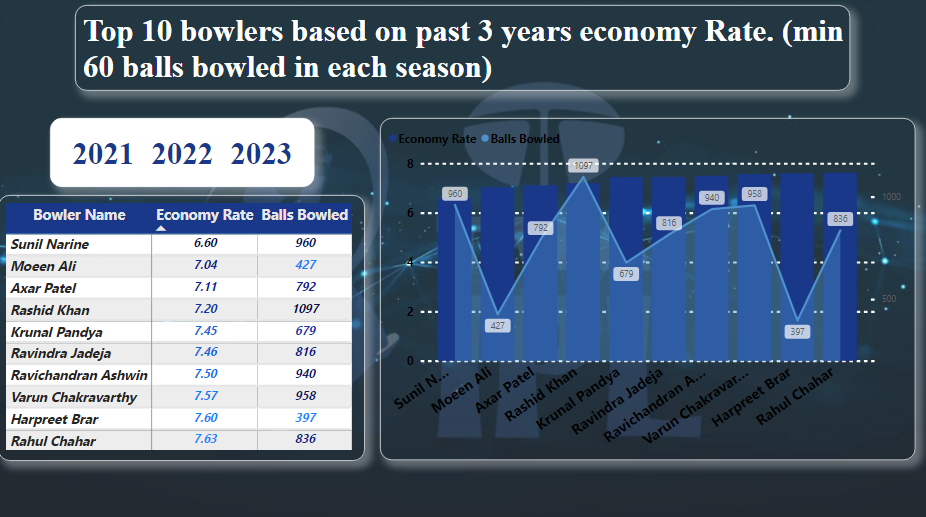 Top 10 bowlers based on past 3 years economy Rate. (min
60 balls bowled in each season)
2021 2022 2023
Bowler Name Economy Rate Balls Bowled
Sunil Narine 6.60 960
Moeen Ali 7.04 427
Axar Patel 7.11 792
Rashid Khan 7.20 1097
Krunal Pandya 7.45 679
Ravindra Jadeja 7.46 816
Ravichandran Ashwin 7.50 940
Varun Chakravarthy 7.57 958
Harpreet Brar 7.60 397
Rahul Chahar 7.63 836
Economy Rate Balls Bowled
8
6
4
2
0
1000
500
960
427
792
1097
679
816
940
958
397
836
Sunil N...
Moeen Ali
Axar Patel
Rashid Khan
Krunal Pandya
Ravindra Jadeja
Ravichandran A...
Varun Chakravar...
Harpreet Brar
Rahul Chahar
IPL